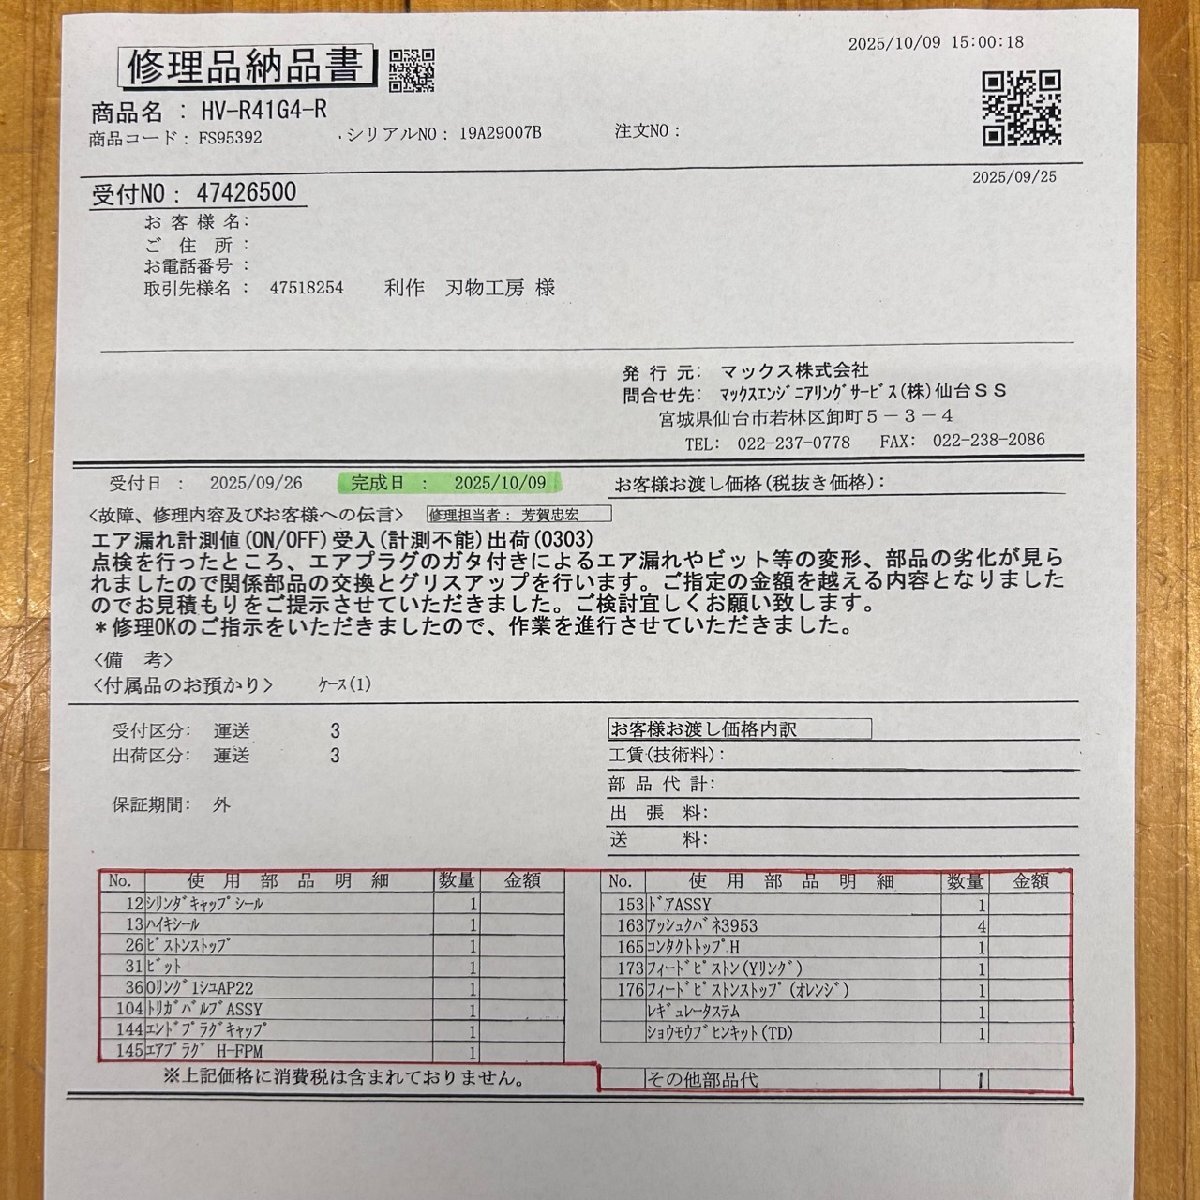 2025/10/09 15:00:18
修理品納品書
商品名 : HV-R41G4-R
商品コード: FS95392 シリアルNO: 19A29007B 注文NO:
2025/09/25
受付NO: 47426500
お客様名:
ご住所:
お電話番号:
取引先様名: 47518254 利作 刃物工房 様
発行元: マックス株式会社
問合せ先: マックスエンジニアリングサービス(株)仙台SS
宮城県仙台市若林区卸町5-3-4
TEL: 022-237-0778 FAX: 022-238-2086
受付日 : 2025/09/26 完成日 : 2025/10/09 お客様お渡し価格(税抜き価格):
<故障、修理内容及びお客様への伝言> 修理担当者: 芳賀忠宏
エア漏れ計測値(ON/OFF)受入(計測不能)出荷(0303)
点検を行ったところ、エアプラグのガタ付きによるエア漏れやビット等の変形、部品の劣化が見ら
れましたので関係部品の交換とグリスアップを行います。ご指定の金額を越える内容となりました
のでお見積もりをご提示させていただきました。ご検討宜しくお願い致します。
*修理OKのご指示をいただきましたので、作業を進行させていただきました。
<備 考>
<付属品のお預かり> ケース(1)
受付区分: 運送 3
出荷区分: 運送 3
保証期間: 外
お客様お渡し価格内訳
工賃(技術料):
部品代計:
出張料:
送料:
No. 使用部品明細 数量 金額
12 シリンダキャップシール 1
13 ハイキシール 1
26 ピストンストップ 1
31 ビット 1
36 Oリング1シュAP22 1
104 トリガバルブASSY 1
144 エンドプラグキャップ 1
145 エアプラグ H-FPM 1
※上記価格に消費税は含まれておりません。
No. 使用部品明細 数量 金額
153 ドアASSY 1
163 アッシュクバネ3953 4
165 コンタクトトップ.H 1
173 フィードピストン(Yリング) 1
176 フィードピストンストップ(オレンジ) 1
レギュレータステム 1
ショウモウブヒンキット(TD) 1
その他部品代 1